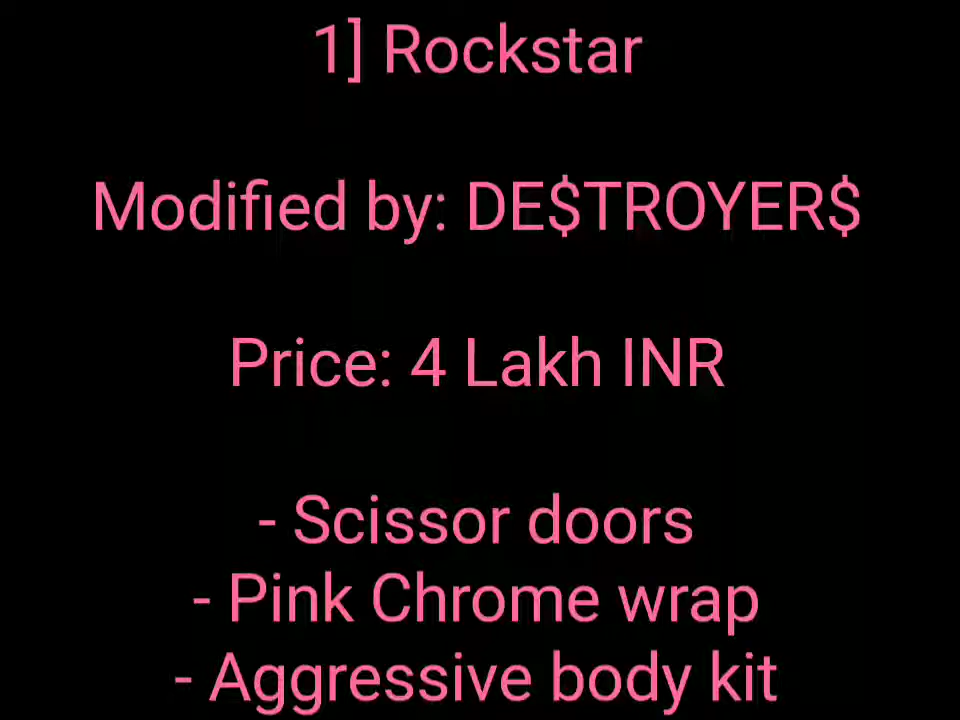 1] Rockstar
Modified by: DE$TROYER$
Price: 4 Lakh INR
- Scissor doors
- Pink Chrome wrap
- Aggressive body kit